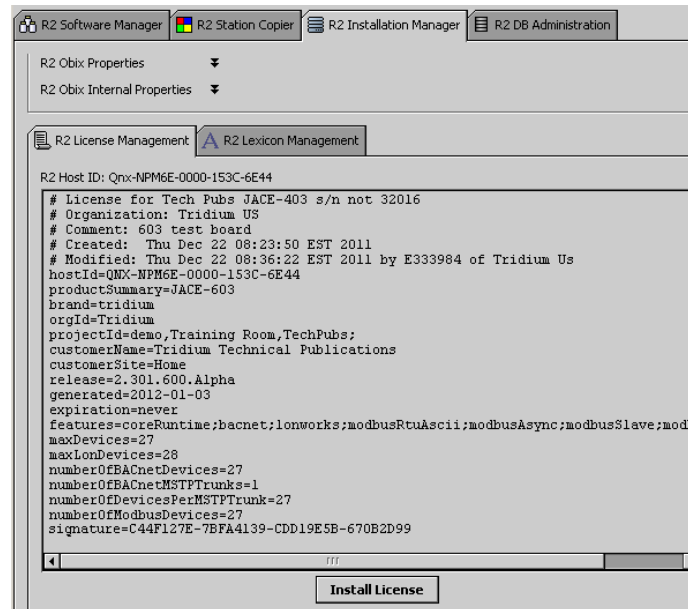 R2 Software Manager R2 Station Copier R2 Installation Manager R2 DB Administration
R2 Obix Properties
R2 Obix Internal Properties
R2 License Management R2 Lexicon Management
R2 Host ID: Qnx-NPM6E-0000-153C-6E44
# License for Tech Pubs JACE-403 s/n not 32016
# Organization: Tridium US
# Comment: 603 test board
# Created: Thu Dec 22 08:23:50 EST 2011
# Modified: Thu Dec 22 08:36:22 EST 2011 by E333984 of Tridium Us
hostId=QNX-NPM6E-0000-153C-6E44
productSummary=JACE-603
brand=tridium
orgId=Tridium
projectId=demo,Training Room,TechPubs;
customerName=Tridium Technical Publications
customerSite=Home
release=2.301.600.Alpha
generated=2012-01-03
expiration=never
features=coreRuntime;bacnet;lonworks;modbusRtuAscii;modbusAsync;modbusSlave;mod
maxDevices=27
maxLonDevices=28
numberOfBACnetDevices=27
numberOfBACnetMSTPTrunks=1
numberOfDevicesPerMSTPTrunk=27
numberOfModbusDevices=27
signature=C44F127E-7BFA4139-CDD19E5B-670B2D99
Install License